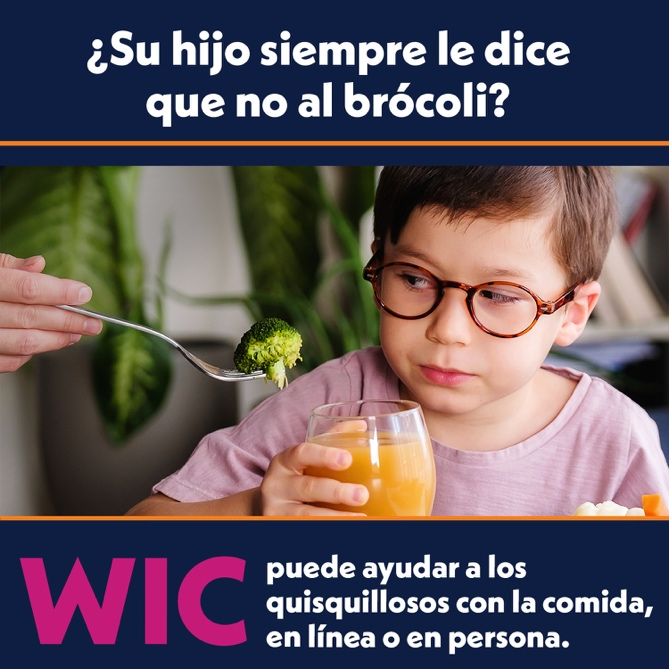 ¿Su hijo siempre le dice
que no al brócoli?
WIC
puede ayudar a los
quisquillosos con la comida,
en línea o en persona.